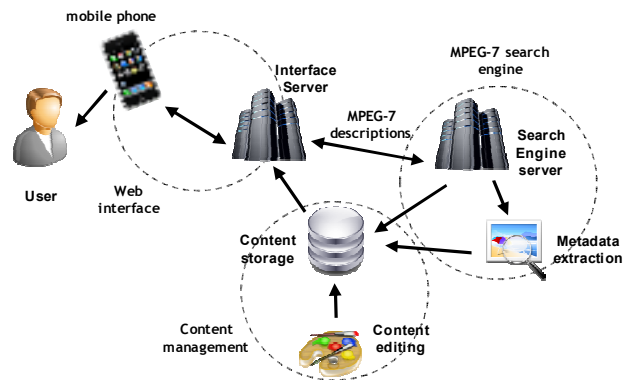 mobile phone
MPEG-7 search
engine
Interface
Server
MPEG-7
descriptions
Search
Engine
server
User
Web
interface
Content
storage
Metadata
extraction
Content
management
Content
editing